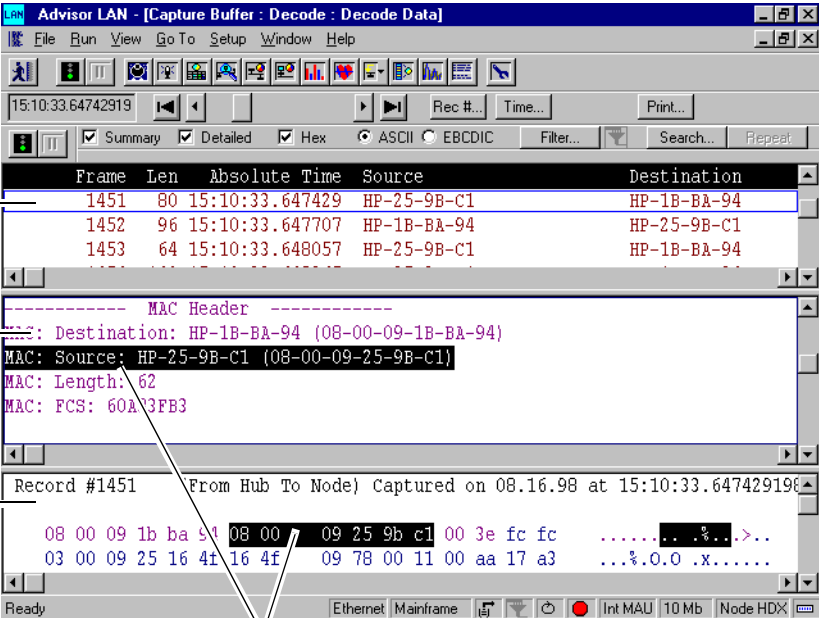 LAN Advisor LAN - [Capture Buffer : Decode : Decode Data]
File Run View Go To Setup Window Help
15:10:33.64742919 Rec #... Time... Print...
Summary Detailed Hex ASCII EBCDIC Filter... Search... Repeat
Frame Len Absolute Time Source Destination
1451 80 15:10:33.647429 HP-25-9B-C1 HP-1B-BA-94
1452 96 15:10:33.647707 HP-1B-BA-94 HP-25-9B-C1
1453 64 15:10:33.648057 HP-25-9B-C1 HP-1B-BA-94
------------ MAC Header ------------
MAC: Destination: HP-1B-BA-94 (08-00-09-1B-BA-94)
MAC: Source: HP-25-9B-C1 (08-00-09-25-9B-C1)
MAC: Length: 62
MAC: FCS: 60A33FB3
Record #1451 (From Hub To Node) Captured on 08.16.98 at 15:10:33.647429198
08 00 09 1b ba 94 08 00 09 25 9b c1 00 3e fc fc ...... .. .%...>..
03 00 09 25 16 4f 16 4f 09 78 00 11 00 aa 17 a3 ...%.O.O .x......
Ready Ethernet Mainframe Int MAU 10 Mb Node HDX